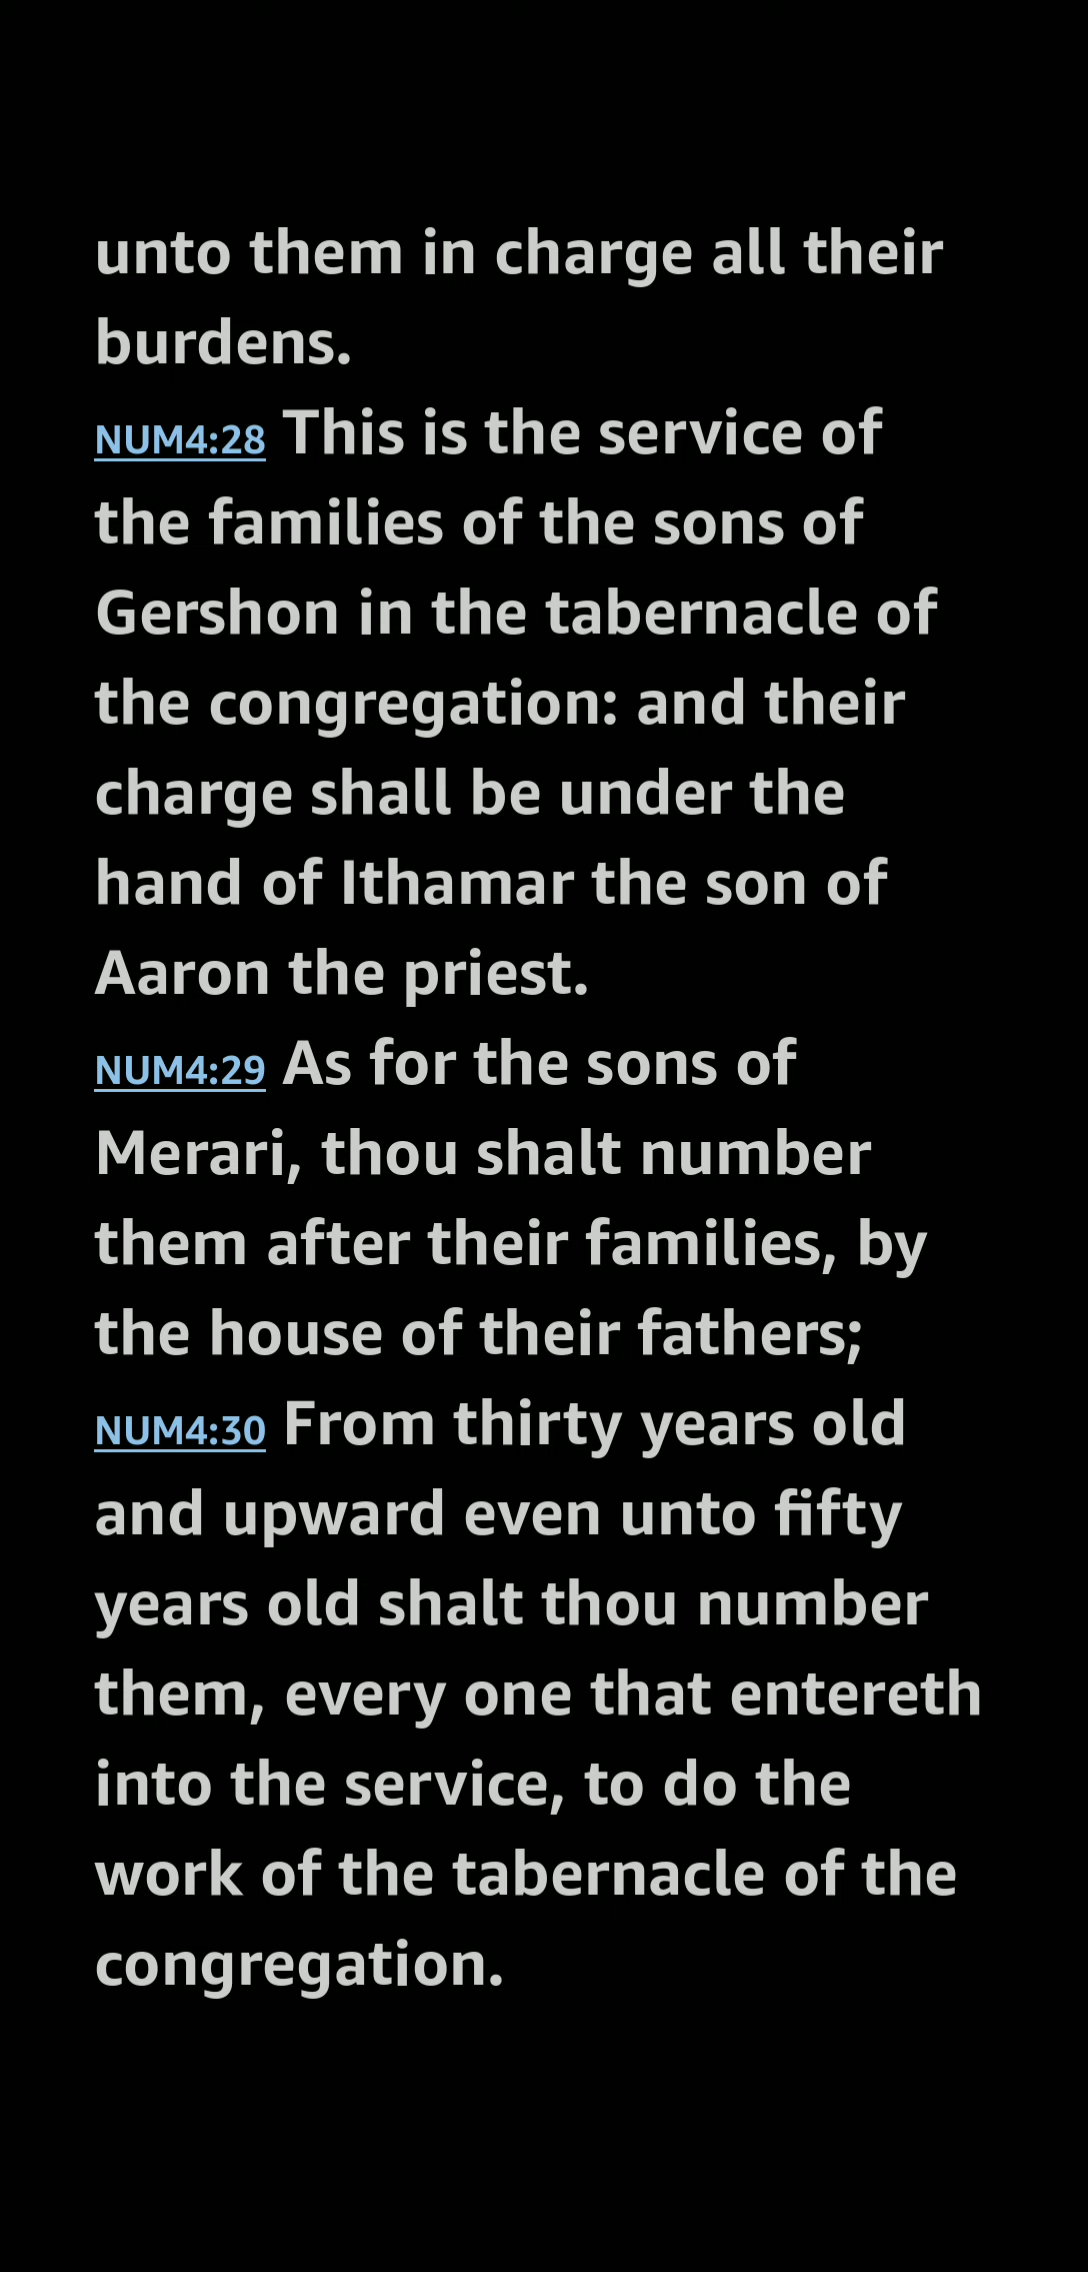 unto them in charge all their
burdens.
NUM4:28 This is the service of
the families of the sons of
Gershon in the tabernacle of
the congregation: and their
charge shall be under the
hand of Ithamar the son of
Aaron the priest.
NUM4:29 As for the sons of
Merari, thou shalt number
them after their families, by
the house of their fathers;
NUM4:30 From thirty years old
and upward even unto fifty
years old shalt thou number
them, every one that entereth
into the service, to do the
work of the tabernacle of the
congregation.